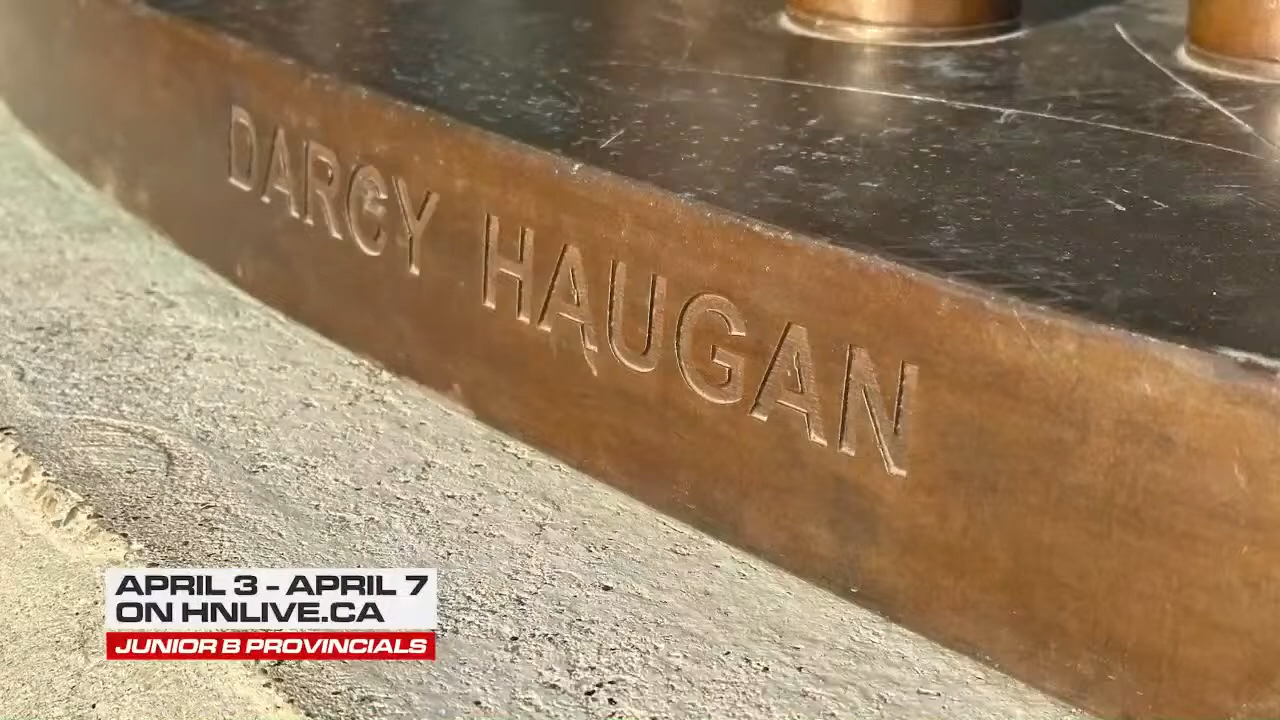 DARCY HAUGAN
APRIL 3 - APRIL 7
ON HNLIVE.CA
JUNIOR B PROVINCIALS